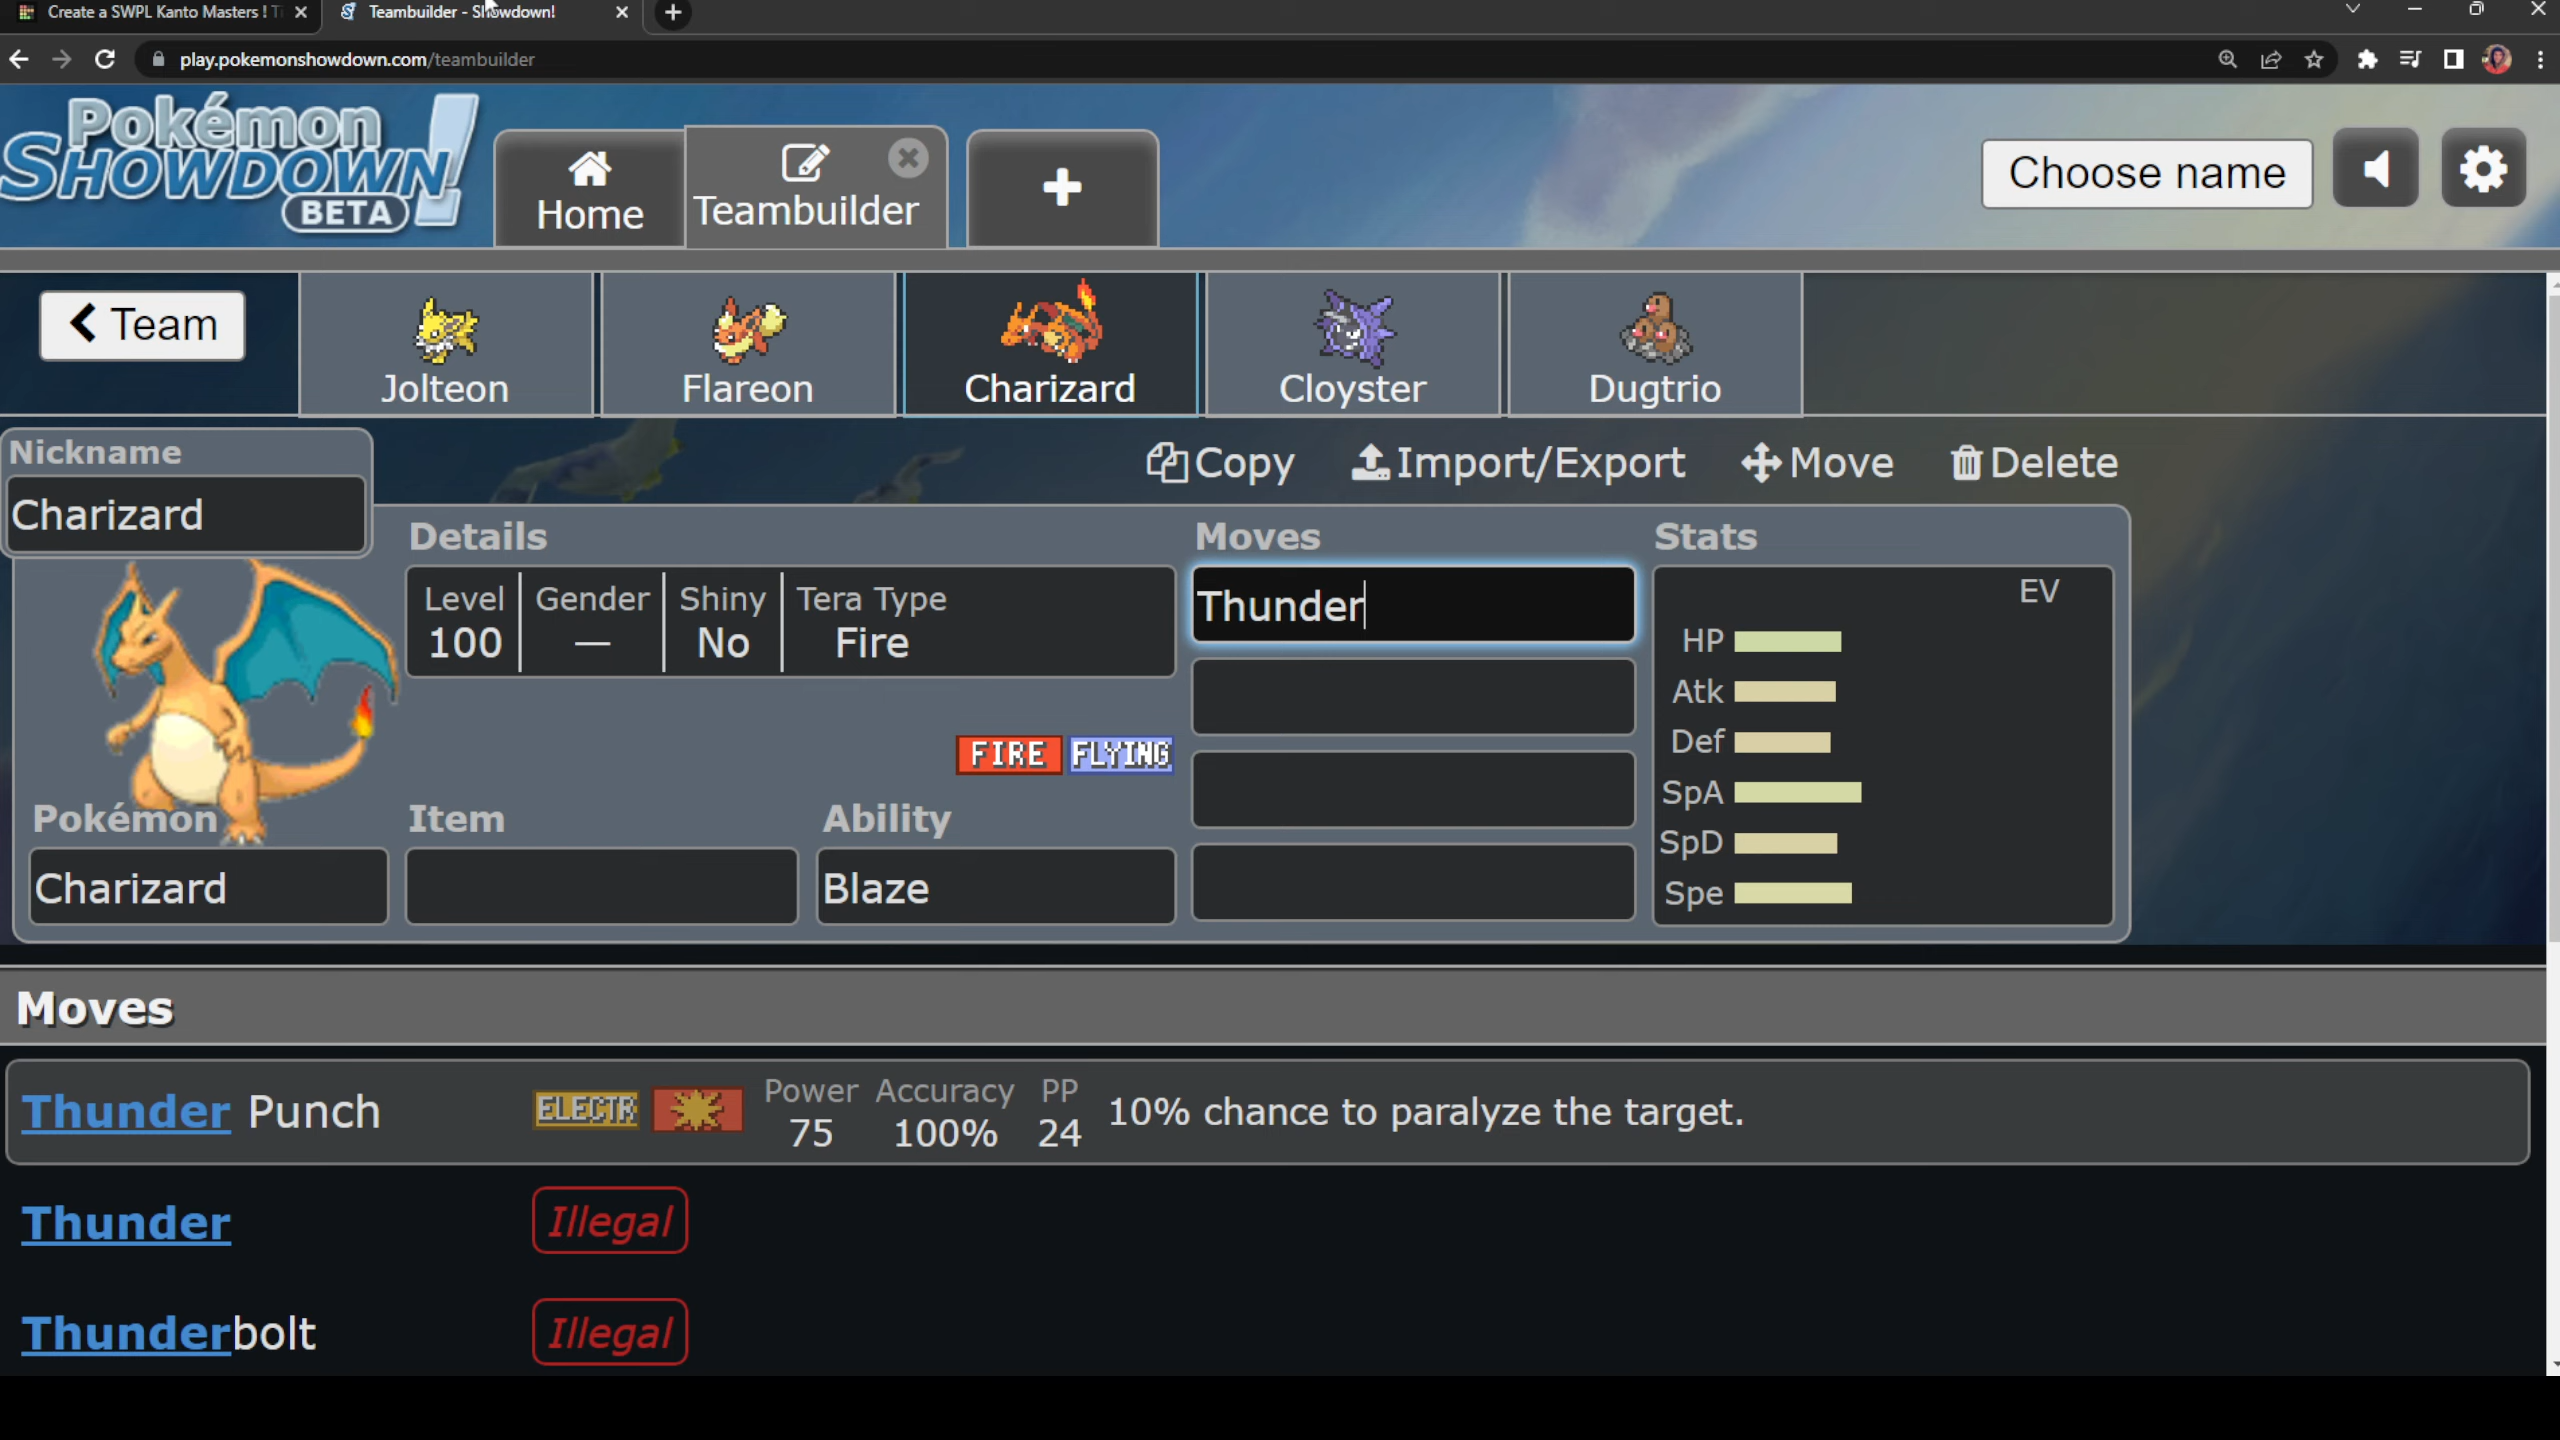 Create a SWPL Kanto Masters ! Ti
Teambuilder - Showdown!
play.pokemonshowdown.com/teambuilder
Pokémon
SHOWDOWN!
BETA
Home
Teambuilder
Choose name
Team
Jolteon
Flareon
Charizard
Cloyster
Dugtrio
Nickname
Charizard
Copy
Import/Export
Move
Delete
Details
Level
100
Gender
—
Shiny
No
Tera Type
Fire
FIRE FLYING
Pokémon
Charizard
Item
Ability
Blaze
Moves
Thunder
Stats
EV
HP
Atk
Def
SpA
SpD
Spe
Moves
Thunder Punch ELECTR Power 75 Accuracy 100% PP 24 10% chance to paralyze the target.
Thunder Illegal
Thunderbolt Illegal